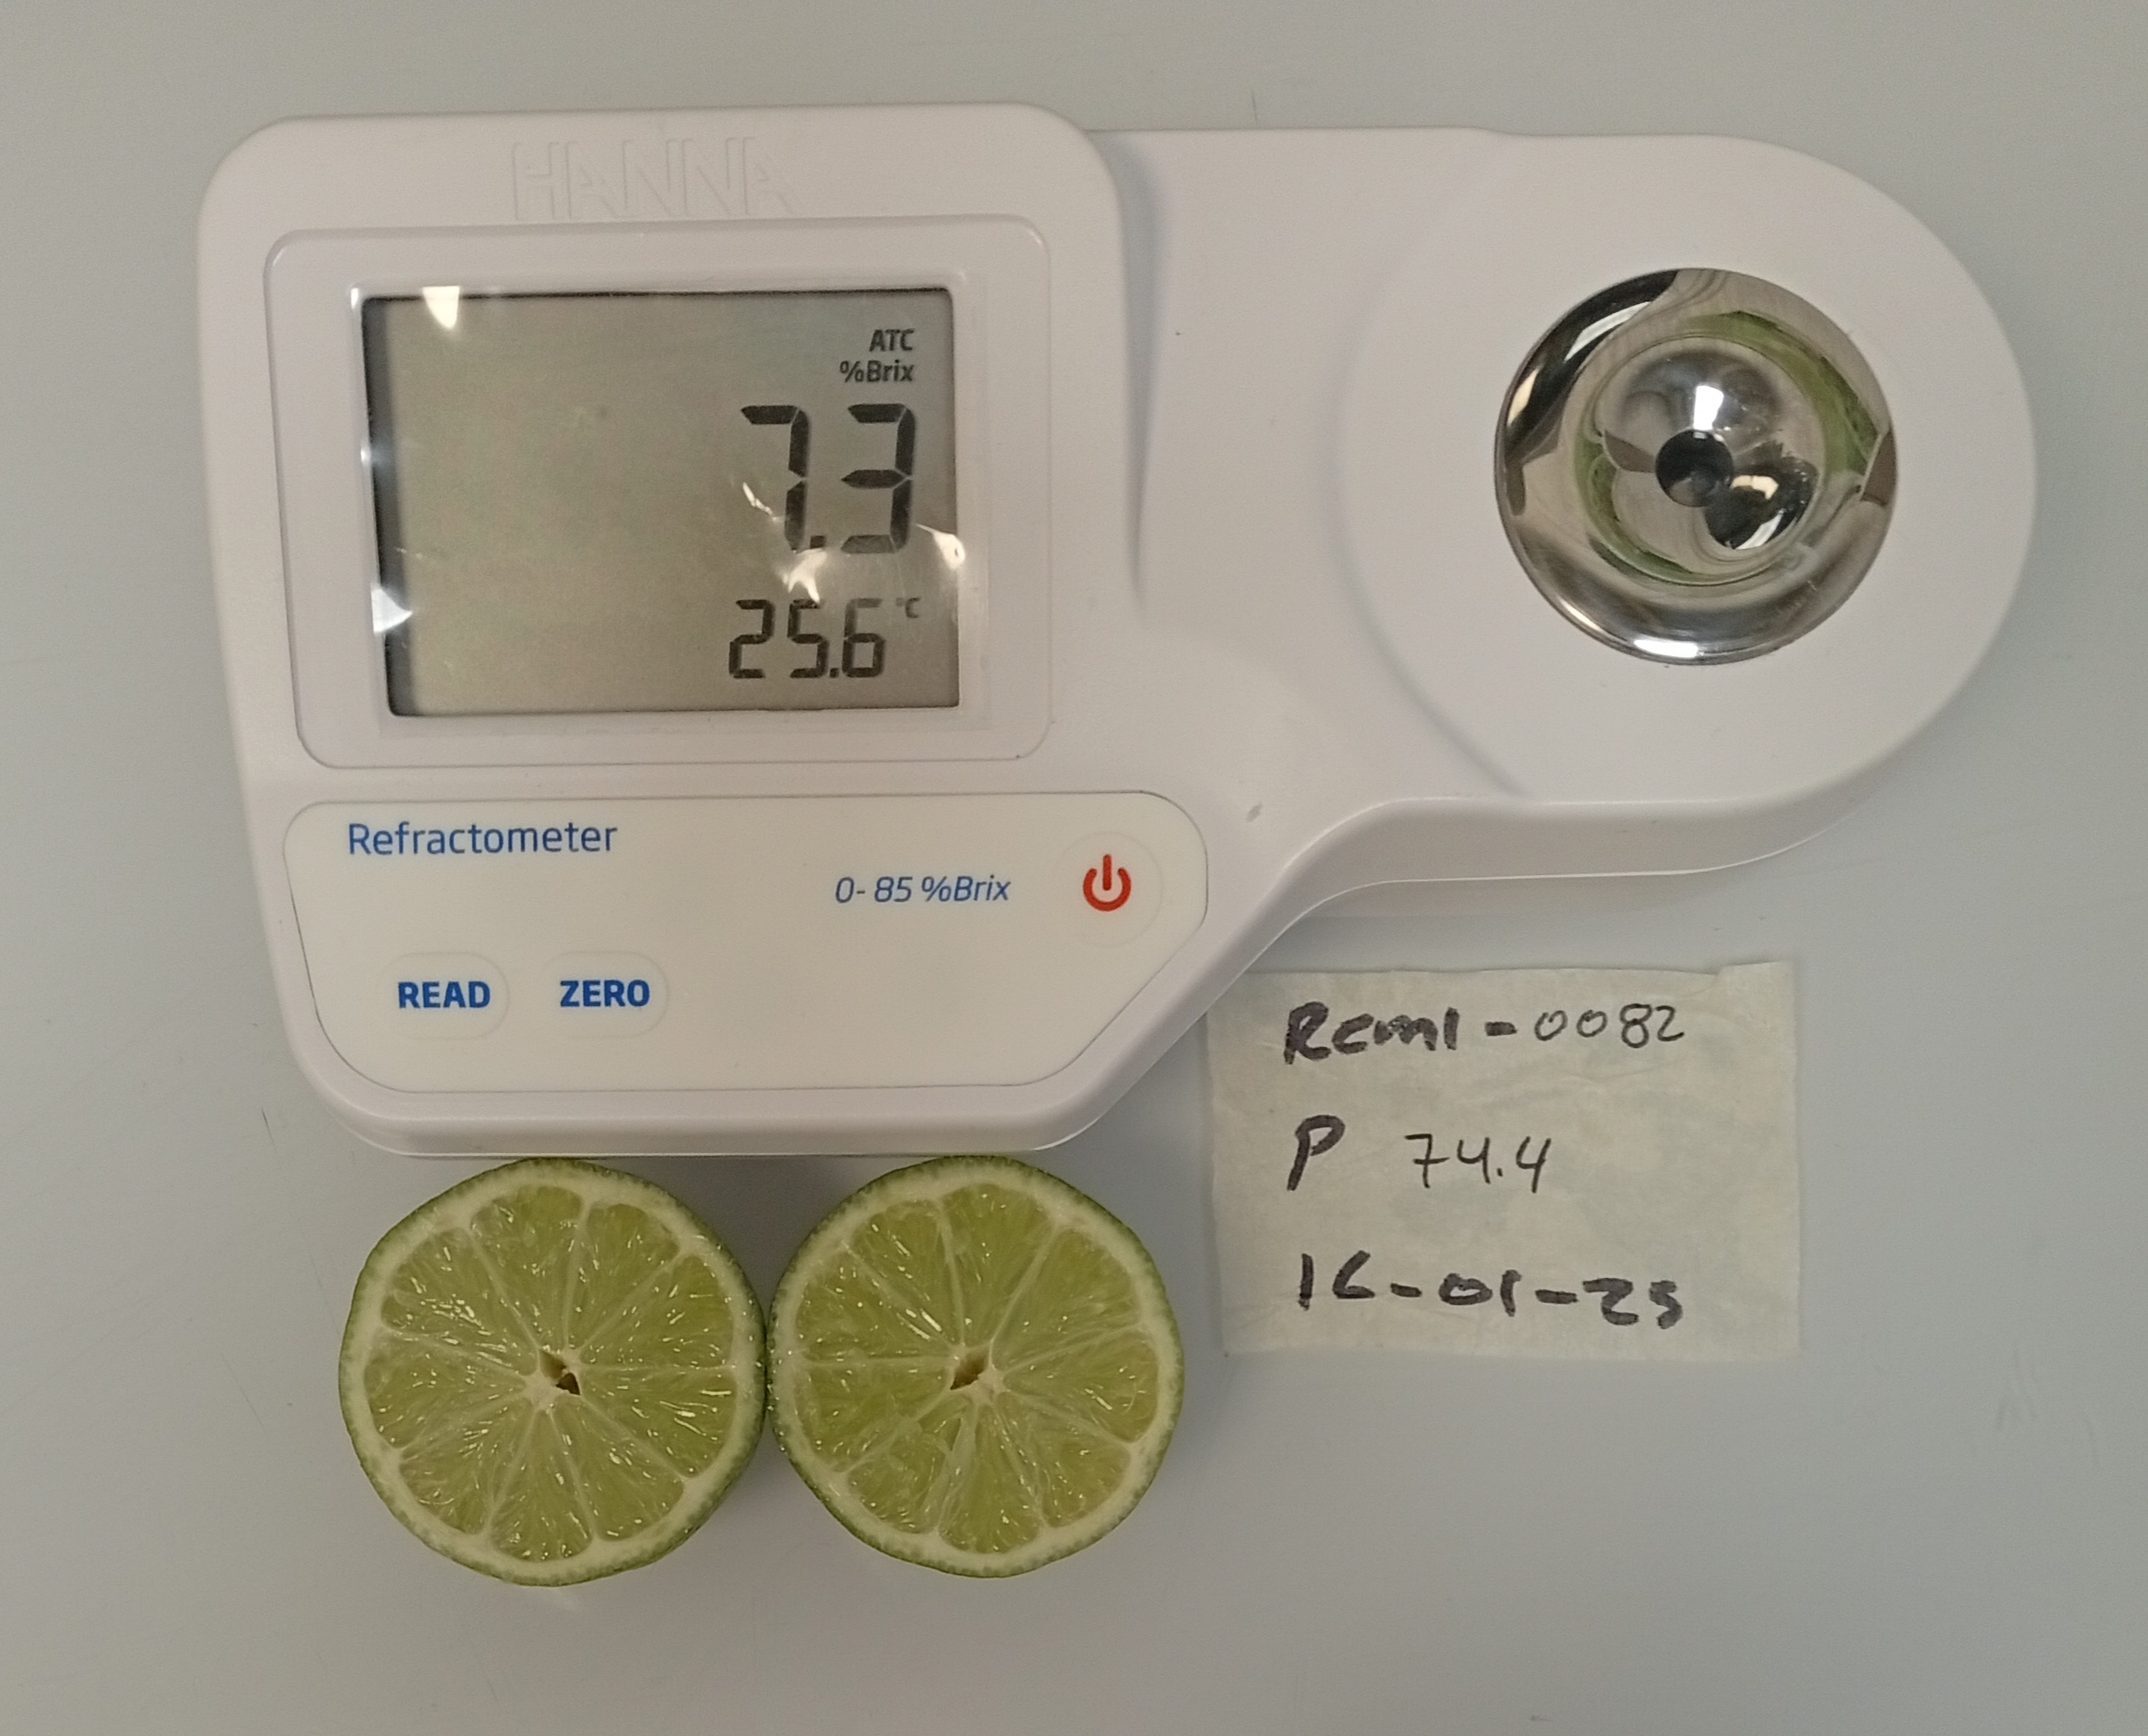 HANNA
ATC
%Brix
7.3
25.6 °C
Refractometer
0- 85 %Brix
READ ZERO
Rcml-0082
P 74.4
16-01-25